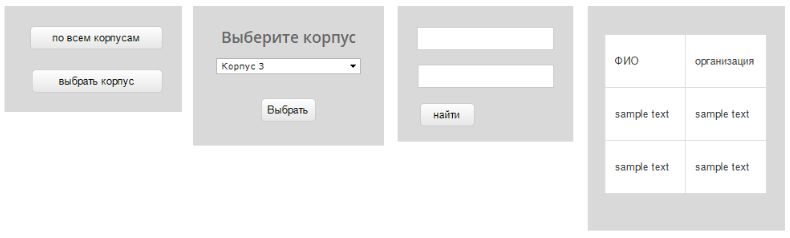 по всем корпусам
выбрать корпус
Выберите корпус
Корпус 3
Выбрать
найти
ФИО организация
sample text sample text
sample text sample text